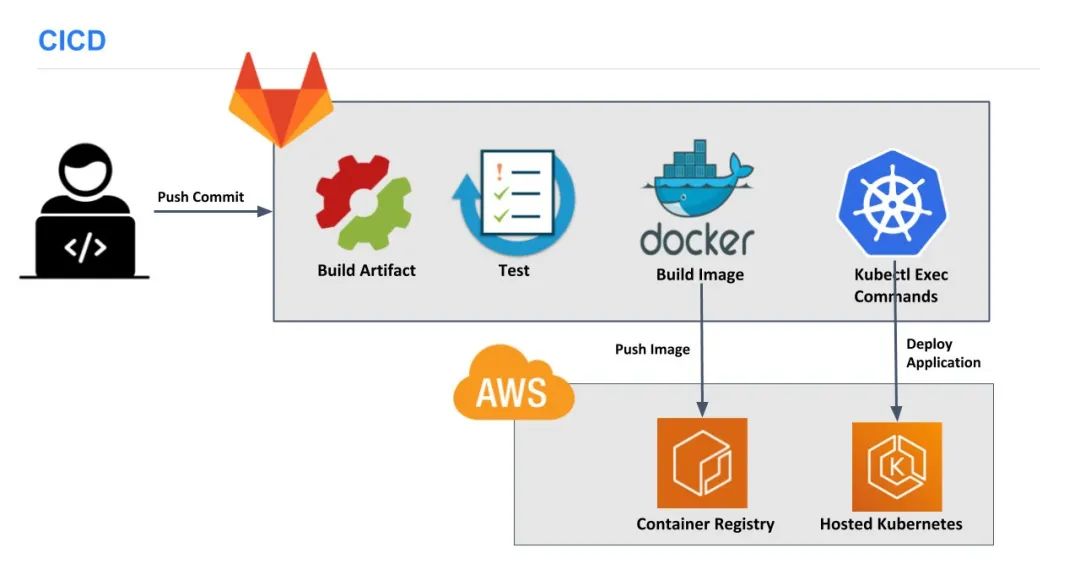 CICD
Push Commit
</>
Build Artifact
Test
docker
Build Image
Kubectl Exec
Commands
Push Image
Deploy
Application
AWS
K
Container Registry
Hosted Kubernetes